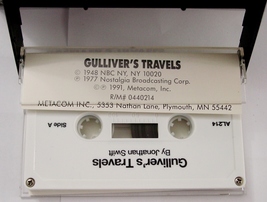 GULLIVER'S TRAVELS
© 1948 NBC NY, NY 10020
℗ 1977 Nostalgia Broadcasting Corp.
© 1991, Metacom, Inc.
R/M# 0440214
METACOM INC., 5353 Nathan Lane, Plymouth, MN 55442
Side A
AL214
By Jonathan Swift
Gulliver's Travels